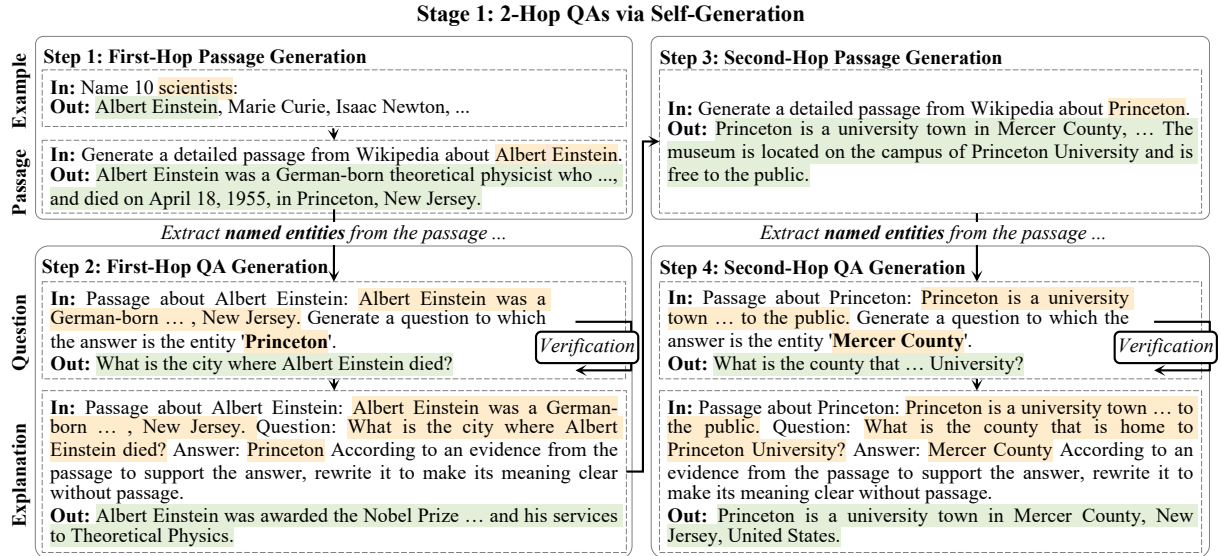 Stage 1: 2-Hop QAs via Self-Generation
Example
Step 1: First-Hop Passage Generation
In: Name 10 scientists:
Out: Albert Einstein, Marie Curie, Isaac Newton, ...
Passage
In: Generate a detailed passage from Wikipedia about Albert Einstein.
Out: Albert Einstein was a German-born theoretical physicist who ...,
and died on April 18, 1955, in Princeton, New Jersey.
Extract named entities from the passage ...
Question
Step 2: First-Hop QA Generation
In: Passage about Albert Einstein: Albert Einstein was a
German-born … , New Jersey. Generate a question to which
the answer is the entity 'Princeton'.
Out: What is the city where Albert Einstein died?
Verification
Explanation
In: Passage about Albert Einstein: Albert Einstein was a German-
born … , New Jersey. Question: What is the city where Albert
Einstein died? Answer: Princeton According to an evidence from the
passage to support the answer, rewrite it to make its meaning clear
without passage.
Out: Albert Einstein was awarded the Nobel Prize … and his services
to Theoretical Physics.
Step 3: Second-Hop Passage Generation
In: Generate a detailed passage from Wikipedia about Princeton.
Out: Princeton is a university town in Mercer County, … The
museum is located on the campus of Princeton University and is
free to the public.
Extract named entities from the passage ...
Step 4: Second-Hop QA Generation
In: Passage about Princeton: Princeton is a university
town … to the public. Generate a question to which the
answer is the entity 'Mercer County'.
Out: What is the county that … University?
Verification
In: Passage about Princeton: Princeton is a university town … to
the public. Question: What is the county that is home to
Princeton University? Answer: Mercer County According to an
evidence from the passage to support the answer, rewrite it to
make its meaning clear without passage.
Out: Princeton is a university town in Mercer County, New
Jersey, United States.